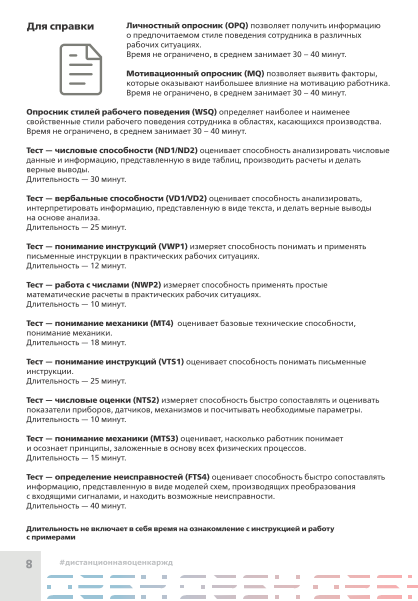 Для справки
Личностный опросник (OPQ) позволяет получить информацию
о предпочитаемом стиле поведения сотрудника в различных
рабочих ситуациях.
Время не ограничено, в среднем занимает 30 – 40 минут.
Мотивационный опросник (MQ) позволяет выявить факторы,
которые оказывают наибольшее влияние на мотивацию работника.
Время не ограничено, в среднем занимает 30 – 40 минут.
Опросник стилей рабочего поведения (WSQ) определяет наиболее и наименее
свойственные стили рабочего поведения сотрудника в областях, касающихся производства.
Время не ограничено, в среднем занимает 30 – 40 минут.
Тест — числовые способности (ND1/ND2) оценивает способность анализировать числовые
данные и информацию, представленную в виде таблиц, производить расчеты и делать
верные выводы.
Длительность — 30 минут.
Тест — вербальные способности (VD1/VD2) оценивает способность анализировать,
интерпретировать информацию, представленную в виде текста, и делать верные выводы
на основе анализа.
Длительность — 25 минут.
Тест — понимание инструкций (VWP1) измеряет способность понимать и применять
письменные инструкции в практических рабочих ситуациях.
Длительность — 12 минут.
Тест — работа с числами (NWP2) измеряет способность применять простые
математические расчеты в практических рабочих ситуациях.
Длительность — 10 минут.
Тест — понимание механики (MT4) оценивает базовые технические способности,
понимание механики.
Длительность — 18 минут.
Тест — понимание инструкций (VTS1) оценивает способность понимать письменные
инструкции.
Длительность — 25 минут.
Тест — числовые оценки (NTS2) измеряет способность быстро сопоставлять и оценивать
показатели приборов, датчиков, механизмов и посчитывать необходимые параметры.
Длительность — 10 минут.
Тест — понимание механики (MTS3) оценивает, насколько работник понимает
и осознает принципы, заложенные в основу всех физических процессов.
Длительность — 15 минут.
Тест — определение неисправностей (FTS4) оценивает способность быстро сопоставлять
информацию, представленную в виде моделей схем, производящих преобразования
с входящими сигналами, и находить возможные неисправности.
Длительность — 40 минут.
Длительность не включает в себя время на ознакомление с инструкцией и работу
с примерами
8
#дистанционнаяоценкаржд